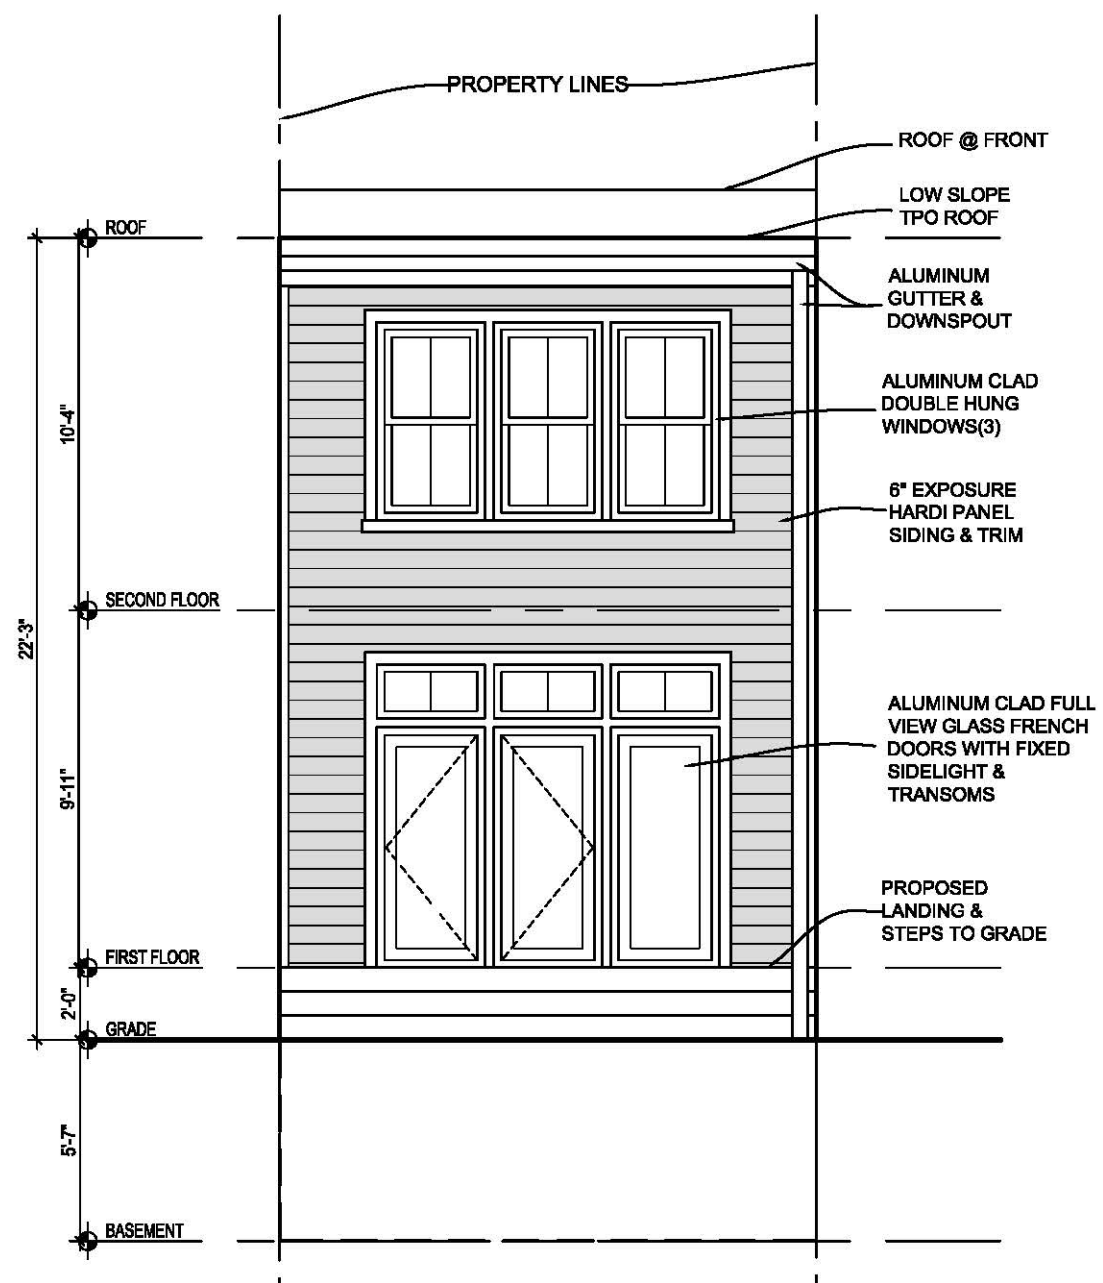 PROPERTY LINES
ROOF @ FRONT
LOW SLOPE
TPO ROOF
ROOF
ALUMINUM
GUTTER &
DOWNSPOUT
ALUMINUM CLAD
DOUBLE HUNG
WINDOWS(3)
10'-4"
6" EXPOSURE
HARDI PANEL
SIDING & TRIM
SECOND FLOOR
22'-3"
ALUMINUM CLAD FULL
VIEW GLASS FRENCH
DOORS WITH FIXED
SIDELIGHT &
TRANSOMS
9'-11"
PROPOSED
LANDING &
STEPS TO GRADE
FIRST FLOOR
2'-0"
GRADE
5'-7"
BASEMENT